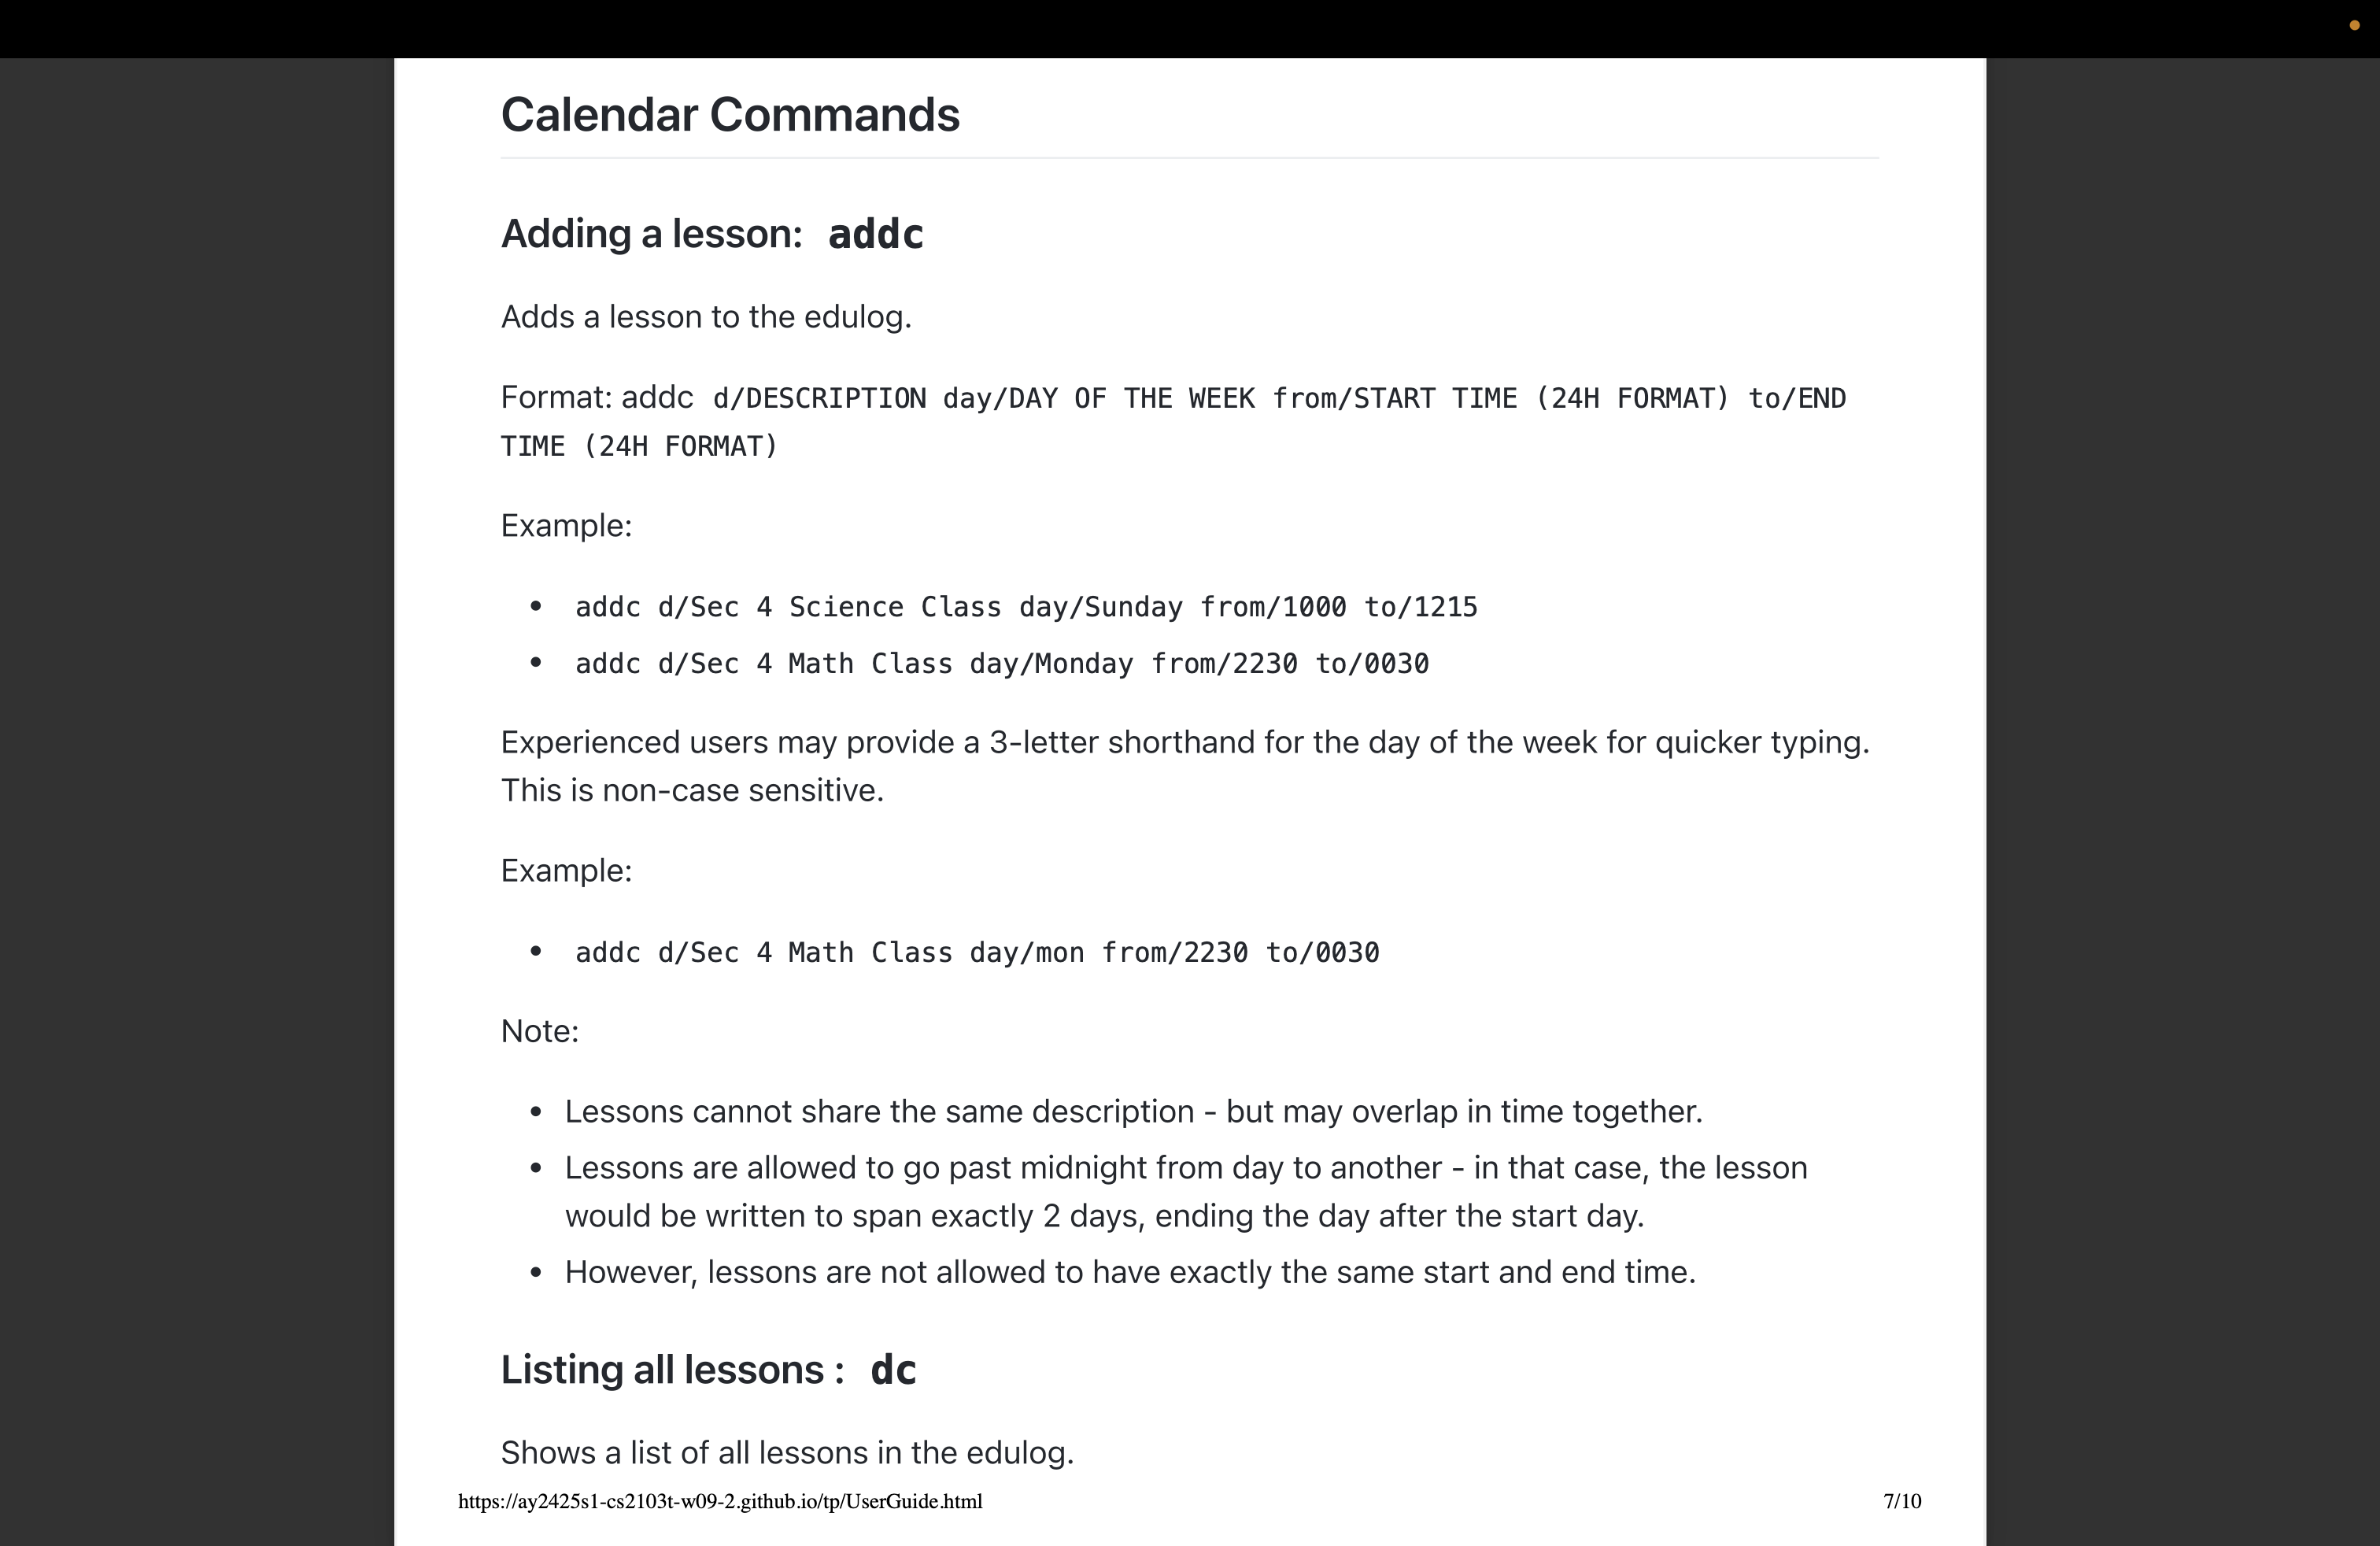 Calendar Commands
Adding a lesson: addc
Adds a lesson to the edulog.
Format: addc d/DESCRIPTION day/DAY OF THE WEEK from/START TIME (24H FORMAT) to/END
TIME (24H FORMAT)
Example:
• addc d/Sec 4 Science Class day/Sunday from/1000 to/1215
• addc d/Sec 4 Math Class day/Monday from/2230 to/0030
Experienced users may provide a 3-letter shorthand for the day of the week for quicker typing.
This is non-case sensitive.
Example:
• addc d/Sec 4 Math Class day/mon from/2230 to/0030
Note:
• Lessons cannot share the same description - but may overlap in time together.
• Lessons are allowed to go past midnight from day to another - in that case, the lesson
would be written to span exactly 2 days, ending the day after the start day.
• However, lessons are not allowed to have exactly the same start and end time.
Listing all lessons : dc
Shows a list of all lessons in the edulog.
https://ay2425s1-cs2103t-w09-2.github.io/tp/UserGuide.html 7/10